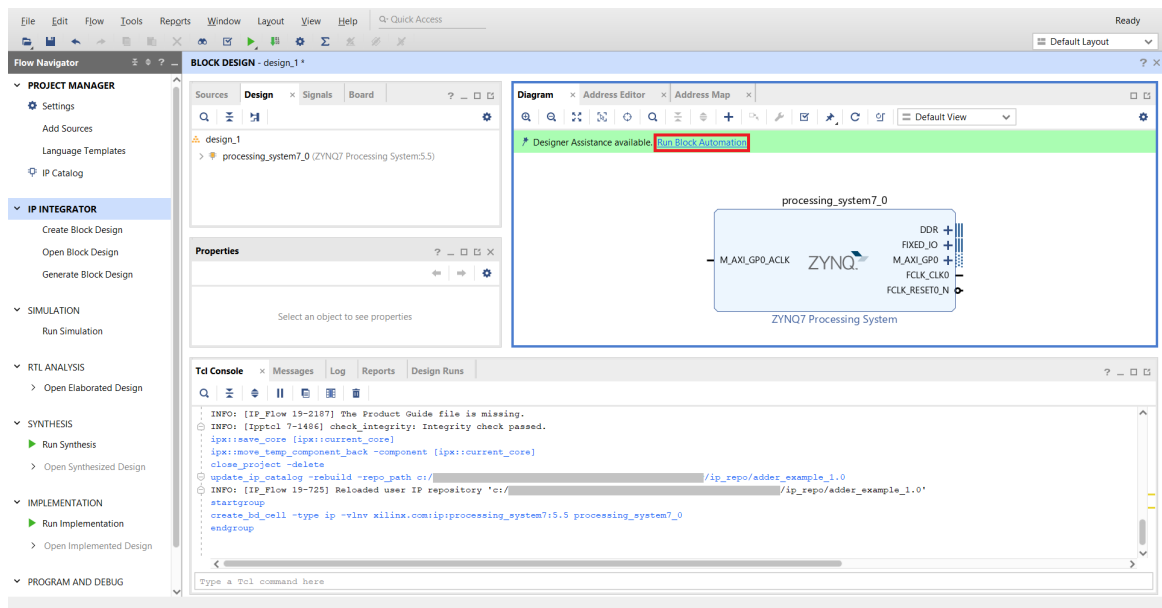 File Edit Flow Tools Reports Window Layout View Help Q- Quick Access Ready
Default Layout
Flow Navigator
PROJECT MANAGER
Settings
Add Sources
Language Templates
IP Catalog
IP INTEGRATOR
Create Block Design
Open Block Design
Generate Block Design
SIMULATION
Run Simulation
RTL ANALYSIS
Open Elaborated Design
SYNTHESIS
Run Synthesis
Open Synthesized Design
IMPLEMENTATION
Run Implementation
Open Implemented Design
PROGRAM AND DEBUG
BLOCK DESIGN - design_1 *
Sources Design Signals Board
design_1
processing_system7_0 (ZYNQ7 Processing System:5.5)
Properties
Select an object to see properties
Diagram Address Editor Address Map
Default View
Designer Assistance available. Run Block Automation
processing_system7_0
M_AXI_GP0_ACLK
ZYNQ.
DDR
FIXED_IO
M_AXI_GP0
FCLK_CLK0
FCLK_RESET0_N
ZYNQ7 Processing System
Tcl Console Messages Log Reports Design Runs
INFO: [IP_Flow 19-2187] The Product Guide file is missing.
INFO: [Ipptcl 7-1486] check_integrity: Integrity check passed.
ipx::save_core [ipx::current_core]
ipx::move_temp_component_back -component [ipx::current_core]
close_project -delete
update_ip_catalog -rebuild -repo_path c:/ /ip_repo/adder_example_1.0
INFO: [IP_Flow 19-725] Reloaded user IP repository 'c:/ /ip_repo/adder_example_1.0'
startgroup
create_bd_cell -type ip -vlnv xilinx.com:ip:processing_system7:5.5 processing_system7_0
endgroup
Type a Tcl command here